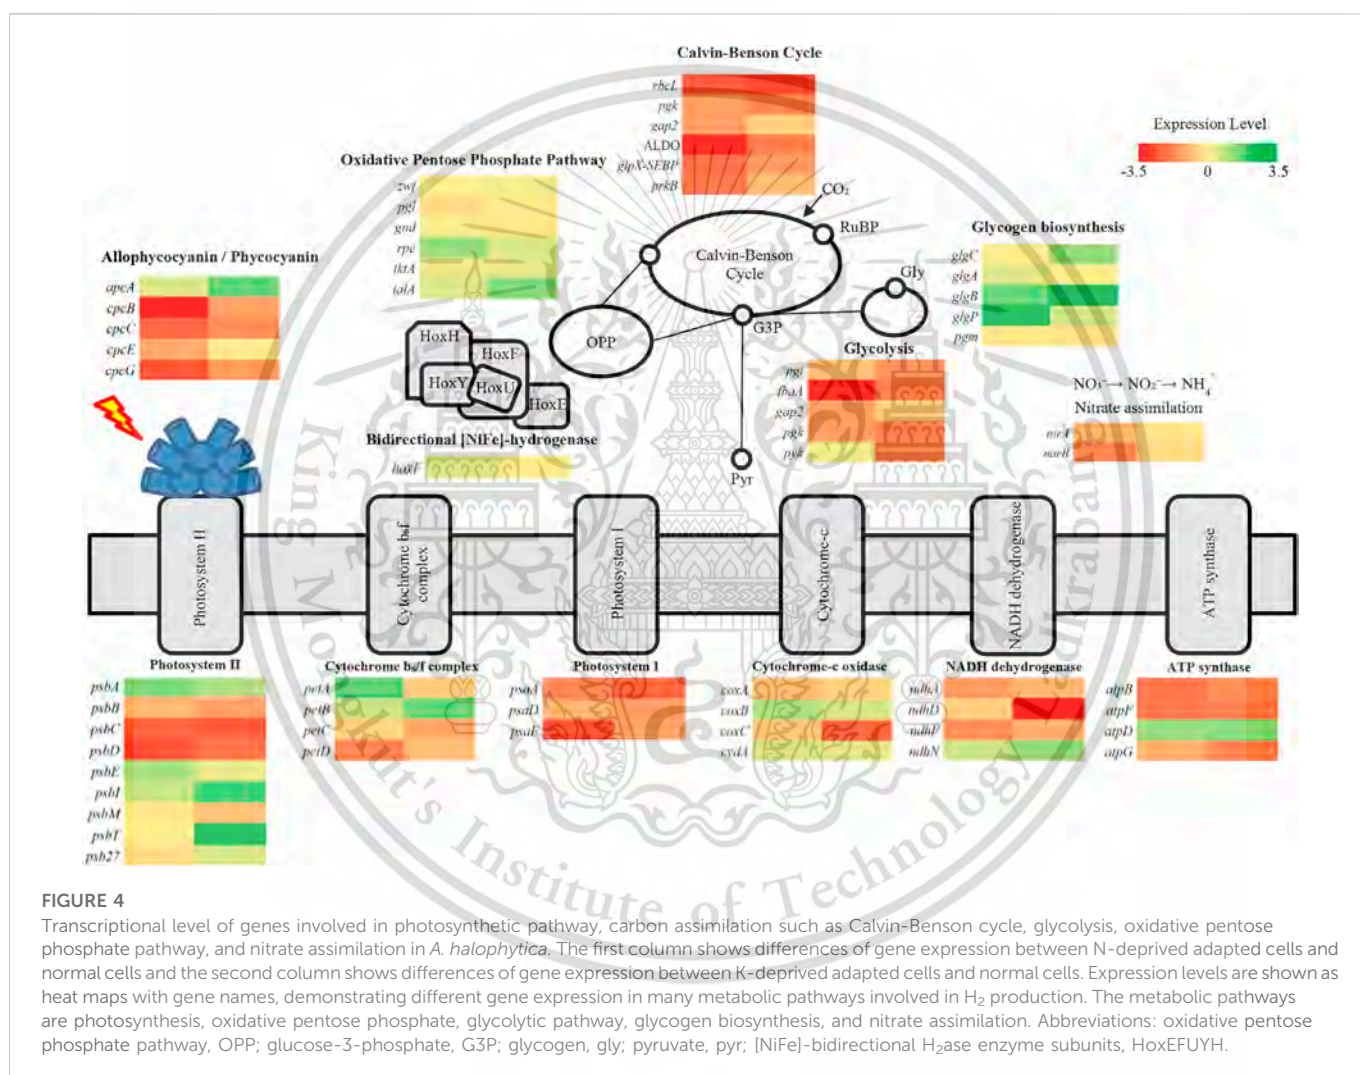 Calvin-Benson Cycle
rbcL
pgk
gap2
ALDO
glpX-SEBP
prkB
Expression Level
-3.5 0 3.5
Oxidative Pentose Phosphate Pathway
zwf
pgl
gnd
rpe
tktA
talA
CO₂
RuBP
Calvin-Benson
Cycle
G3P
Gly
OPP
Pyr
Glycogen biosynthesis
glgC
glgA
glgB
glgP
pgm
Allophycocyanin / Phycocyanin
apcA
cpcB
cpcC
cpcE
cpcG
HoxH
HoxF
HoxY
HoxU
HoxE
Bidirectional [NiFe]-hydrogenase
hoxF
Glycolysis
pgi
fbaA
gap2
pgk
pyk
NO₃⁻→ NO₂⁻→ NH₄⁺
Nitrate assimilation
nirA
narB
Photosystem II
Cytochrome b₆f
complex
Photosystem I
Cytochrome-c
NADH dehydrogenase
ATP synthase
Photosystem II
psbA
psbB
psbC
psbD
psbE
psbI
psbM
psbT
psb27
Cytochrome b₆/f complex
petA
petB
petC
petD
Photosystem I
psaA
psaD
psaF
Cytochrome-c oxidase
coxA
coxB
coxC
cydA
NADH dehydrogenase
ndhA
ndhD
ndhF
ndhN
ATP synthase
atpB
atpF
atpD
atpG
King Mongkut's Institute of Technology Ladkrabang
FIGURE 4
Transcriptional level of genes involved in photosynthetic pathway, carbon assimilation such as Calvin-Benson cycle, glycolysis, oxidative pentose
phosphate pathway, and nitrate assimilation in A. halophytica. The first column shows differences of gene expression between N-deprived adapted cells and
normal cells and the second column shows differences of gene expression between K-deprived adapted cells and normal cells. Expression levels are shown as
heat maps with gene names, demonstrating different gene expression in many metabolic pathways involved in H₂ production. The metabolic pathways
are photosynthesis, oxidative pentose phosphate, glycolytic pathway, glycogen biosynthesis, and nitrate assimilation. Abbreviations: oxidative pentose
phosphate pathway, OPP; glucose-3-phosphate, G3P; glycogen, gly; pyruvate, pyr; [NiFe]-bidirectional H₂ase enzyme subunits, HoxEFUYH.